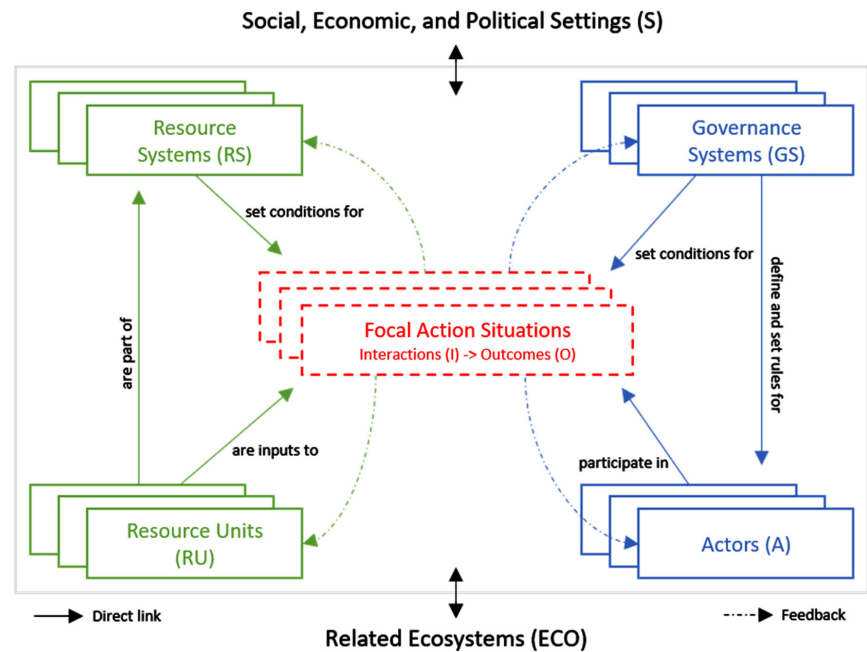 Social, Economic, and Political Settings (S)
Resource
Systems (RS)
Governance
Systems (GS)
set conditions for
set conditions for
are part of
define and set rules for
Focal Action Situations
Interactions (I) -> Outcomes (O)
are inputs to
participate in
Resource Units
(RU)
Actors (A)
Direct link
Feedback
Related Ecosystems (ECO)